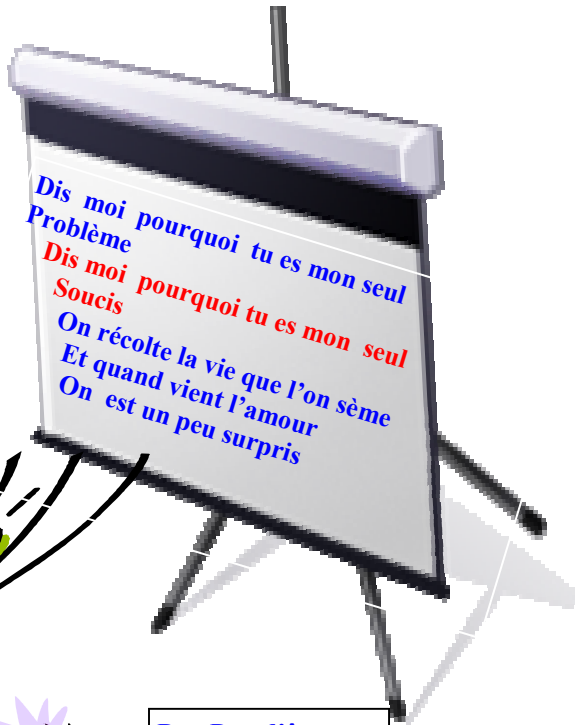 Dis moi pourquoi tu es mon seul
Problème
Dis moi pourquoi tu es mon seul
Soucis
On récolte la vie que l'on sème
Et quand vient l'amour
On est un peu surpris